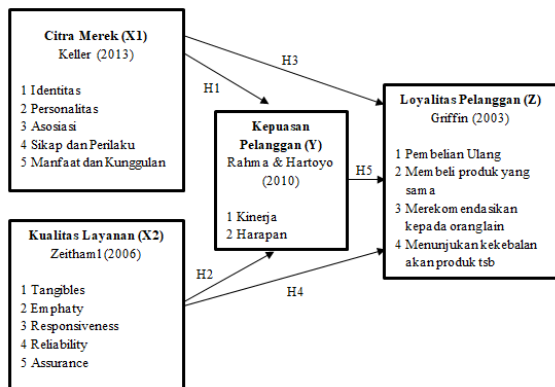 Citra Merek (X1)
Keller (2013)
1 Identitas
2 Personalitas
3 Asosiasi
4 Sikap dan Perilaku
5 Manfaat dan Kunggulan
H3
H1
Kepuasan
Pelanggan (Y)
Rahma & Hartoyo
(2010)
1 Kinerja
2 Harapan
H5
Loyalitas Pelanggan (Z)
Griffin (2003)
1 Pembelian Ulang
2 Membeli produk yang
sama
3 Merekomendasikan
kepada oranglain
4 Menunjukan kekebalan
akan produk tsb
Kualitas Layanan (X2)
Zeithaml (2006)
1 Tangibles
2 Emphaty
3 Responsiveness
4 Reliability
5 Assurance
H2
H4